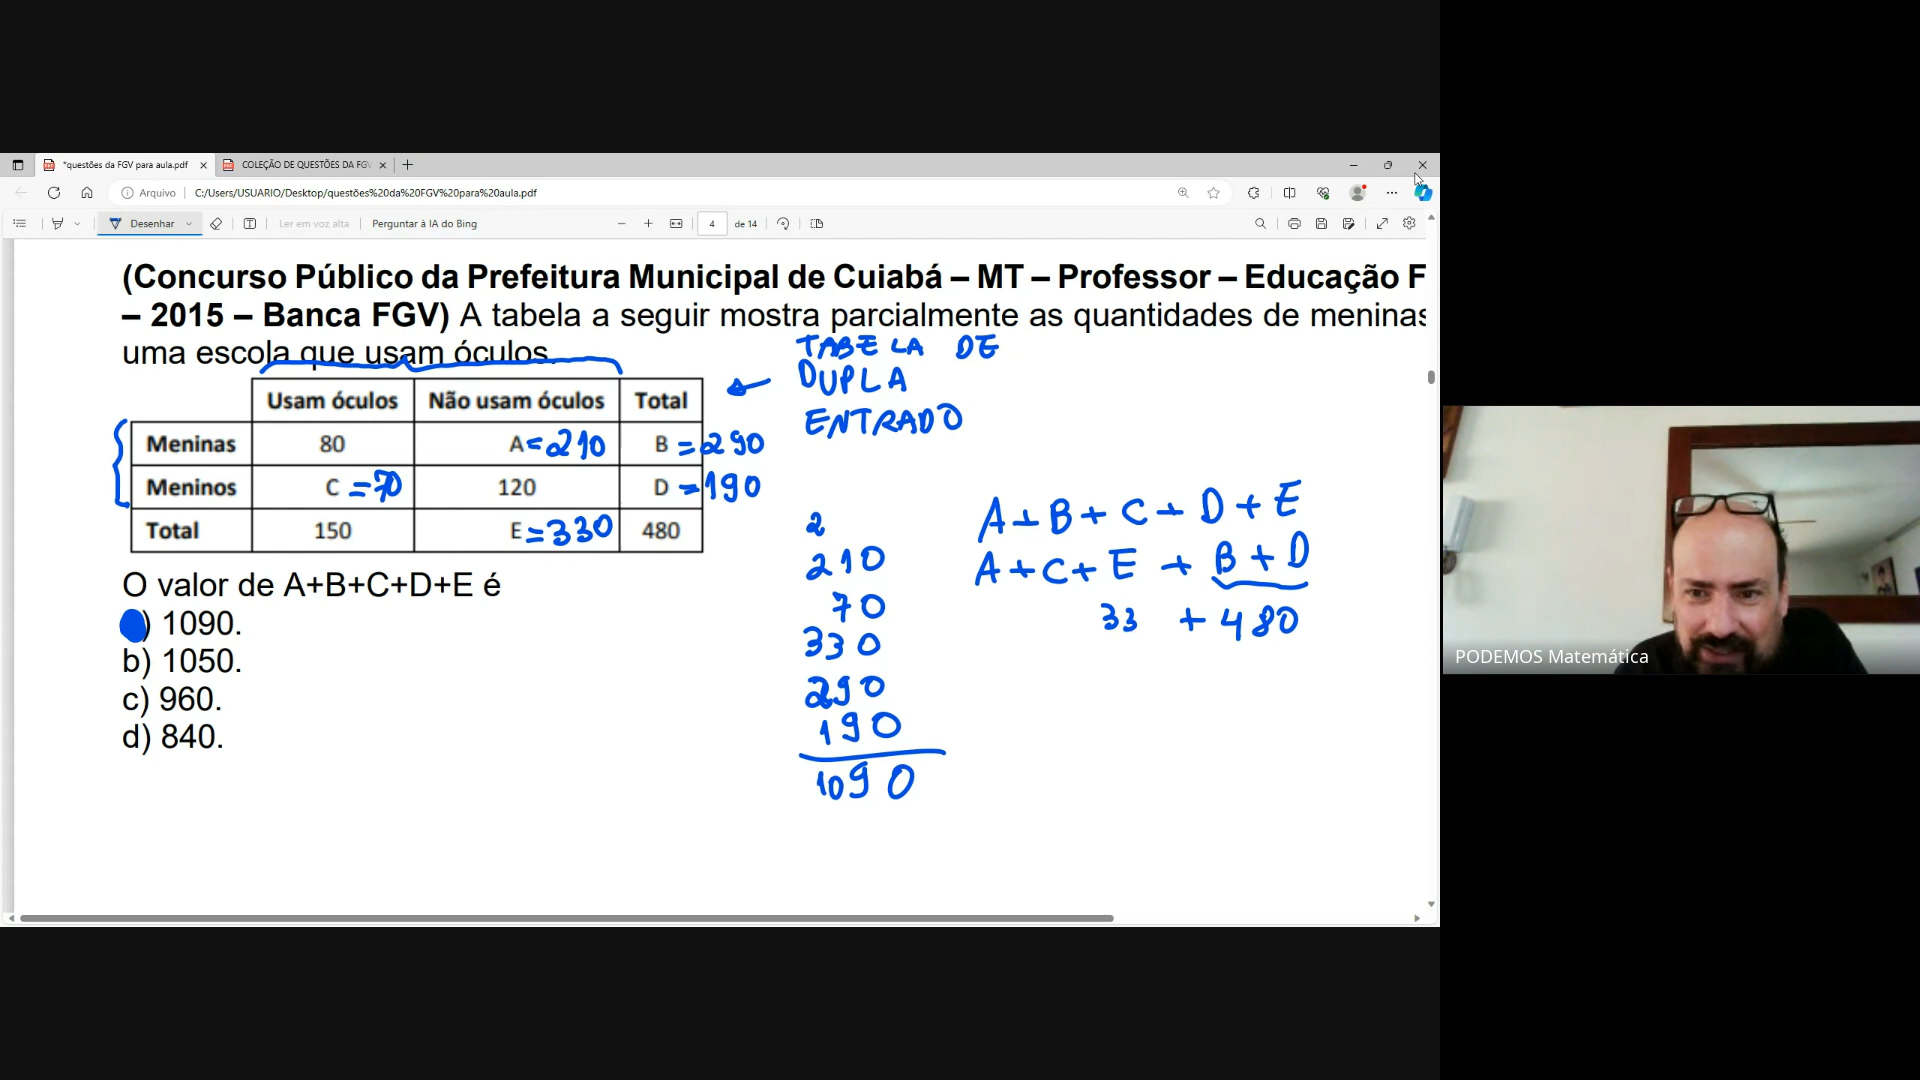 *questões da FGV para aula.pdf
COLEÇÃO DE QUESTÕES DA FGV
Arquivo
C:/Users/USUARIO/Desktop/questões%20da%20FGV%20para%20aula.pdf
Desenhar
Ler em voz alta
Perguntar à IA do Bing
4
de 14
(Concurso Público da Prefeitura Municipal de Cuiabá – MT – Professor – Educação F
– 2015 – Banca FGV) A tabela a seguir mostra parcialmente as quantidades de meninas
uma escola que usam óculos.
TABELA DE
DUPLA
ENTRADO
Usam óculos Não usam óculos Total
Meninas 80 A =210 B =290
Meninos C =70 120 D =190
Total 150 E =330 480
O valor de A+B+C+D+E é
) 1090.
b) 1050.
c) 960.
d) 840.
2
210
70
330
290
190
1090
A+B+C+D+E
A+C+E + B+D
33 + 480
PODEMOS Matemática